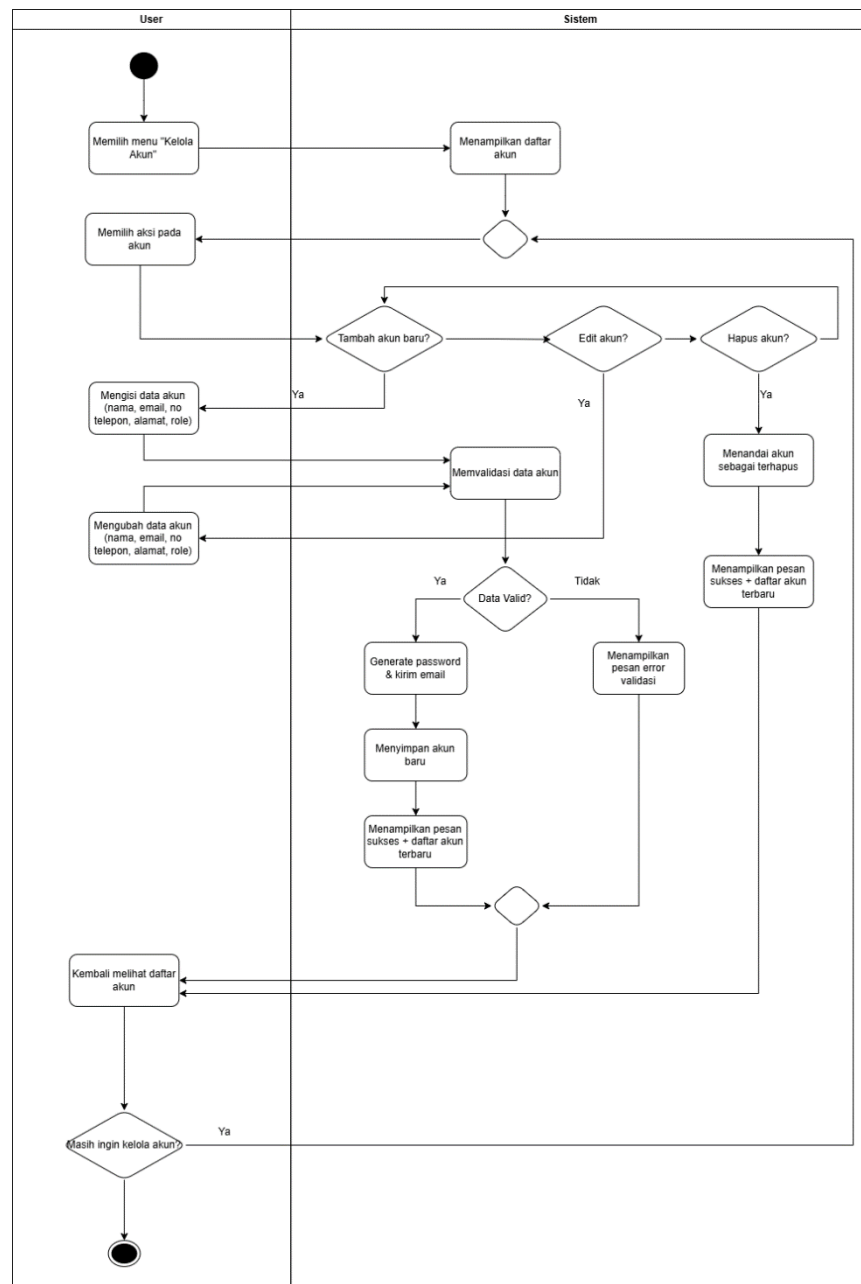 User
Sistem
Memilih menu "Kelola
Akun"
Menampilkan daftar
akun
Memilih aksi pada
akun
Tambah akun baru?
Edit akun?
Hapus akun?
Ya
Ya
Ya
Mengisi data akun
(nama, email, no
telepon, alamat, role)
Menandai akun
sebagai terhapus
Memvalidasi data akun
Mengubah data akun
(nama, email, no
telepon, alamat, role)
Menampilkan pesan
sukses + daftar akun
terbaru
Ya
Data Valid?
Tidak
Generate password
& kirim email
Menampilkan
pesan error
validasi
Menyimpan akun
baru
Menampilkan pesan
sukses + daftar akun
terbaru
Kembali melihat daftar
akun
Masih ingin kelola akun?
Ya